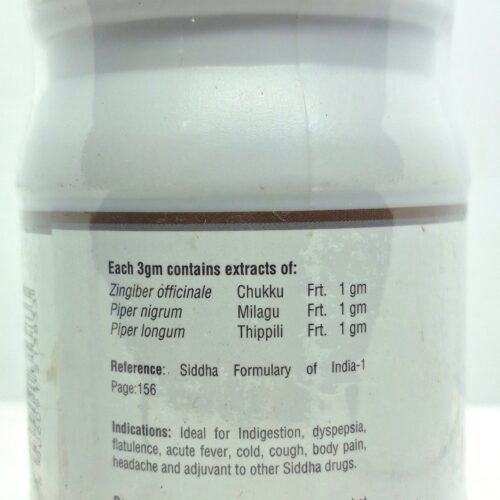 Each 3gm contains extracts of:
Zingiber officinale Chukku Frt. 1 gm
Piper nigrum Milagu Frt. 1 gm
Piper longum Thippili Frt. 1 gm
Reference: Siddha Formulary of India-1
Page:156
Indications: Ideal for Indigestion, dyspepsia,
flatulence, acute fever, cold, cough, body pain,
headache and adjuvant to other Siddha drugs.